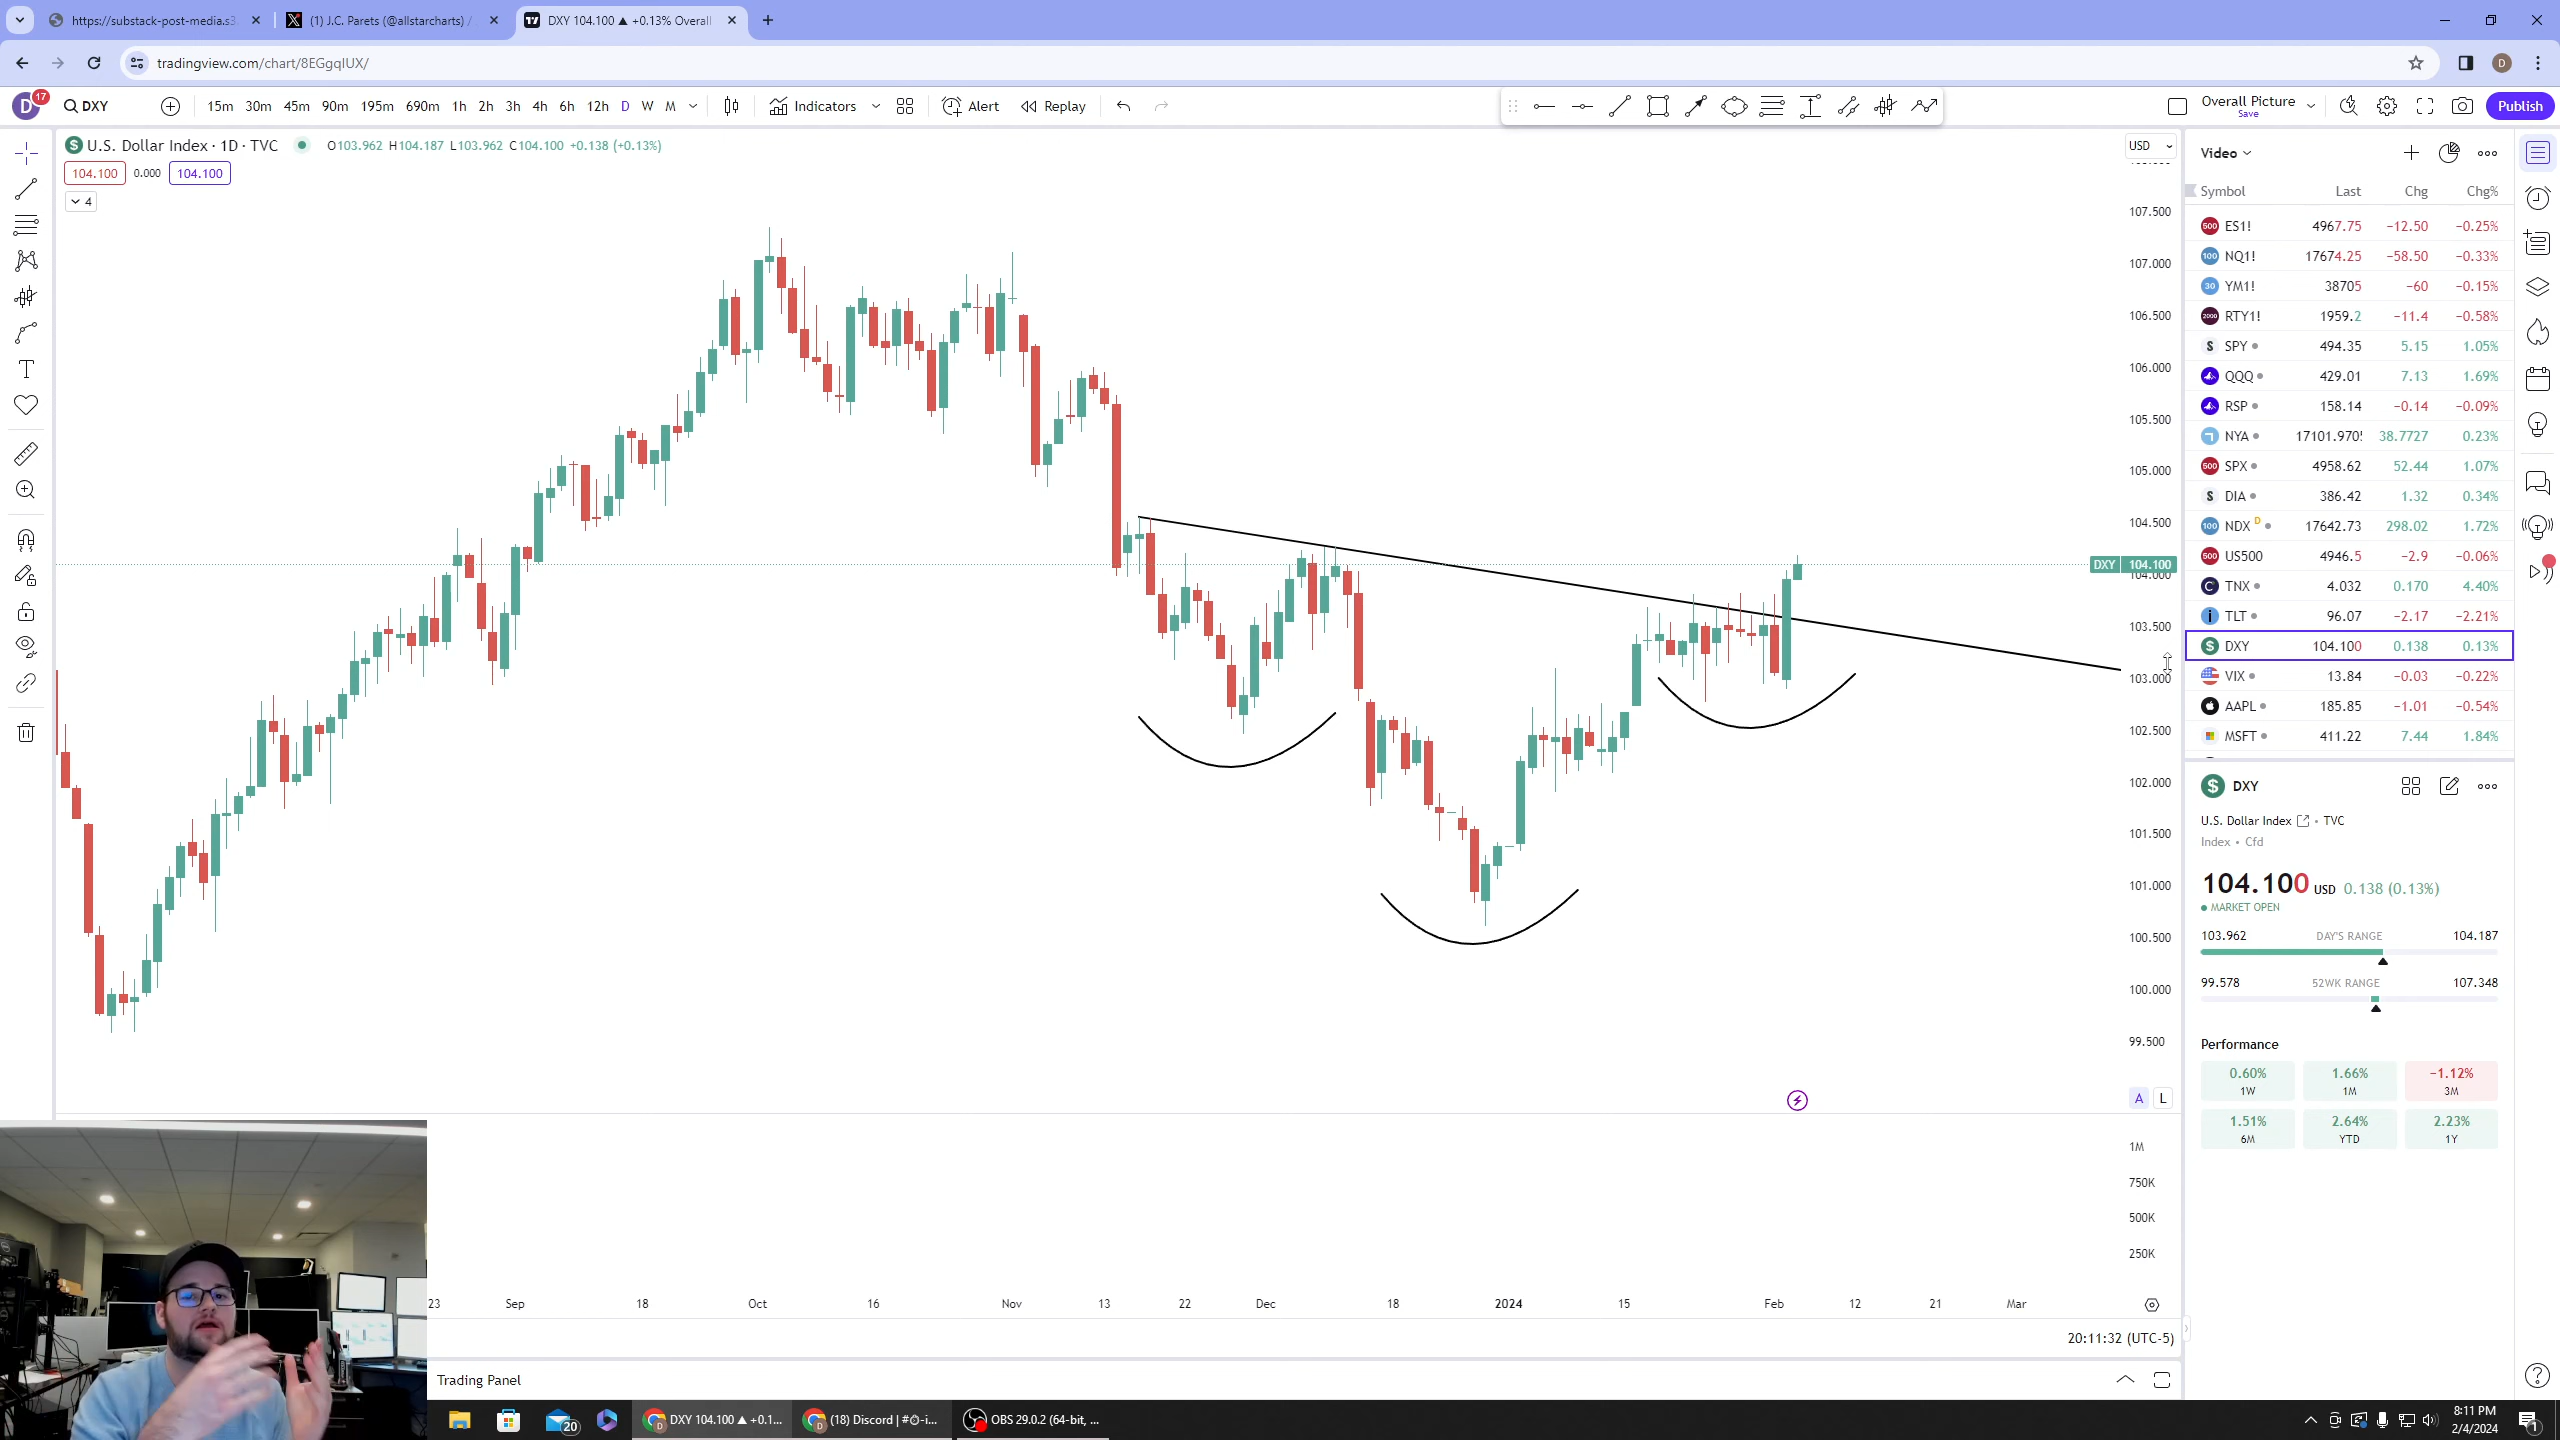 https://substack-post-media.s3
(1) J.C. Parets (@allstarcharts) /
DXY 104.100 ▲ +0.13% Overall
tradingview.com/chart/8EGgqIUX/
D 17 DXY 15m 30m 45m 90m 195m 690m 1h 2h 3h 4h 6h 12h D W M Indicators Alert Replay Overall Picture Save Publish
U.S. Dollar Index · 1D · TVC O103.962 H104.187 L103.962 C104.100 +0.138 (+0.13%)
104.100 0.000 104.100
4
USD
107.500
107.000
106.500
106.000
105.500
105.000
104.500
DXY 104.100
104.000
103.500
103.000
102.500
102.000
101.500
101.000
100.500
100.000
99.500
A L
1M
750K
500K
250K
23 Sep 18 Oct 16 Nov 13 22 Dec 18 2024 15 Feb 12 21 Mar
20:11:32 (UTC-5)
Trading Panel
Video
Symbol Last Chg Chg%
ES1! 4967.75 −12.50 −0.25%
NQ1! 17674.25 −58.50 −0.33%
YM1! 38705 −60 −0.15%
RTY1! 1959.2 −11.4 −0.58%
SPY 494.35 5.15 1.05%
QQQ 429.01 7.13 1.69%
RSP 158.14 −0.14 −0.09%
NYA 17101.970 38.7727 0.23%
SPX 4958.62 52.44 1.07%
DIA 386.42 1.32 0.34%
NDX D 17642.73 298.02 1.72%
US500 4946.5 −2.9 −0.06%
TNX 4.032 0.170 4.40%
TLT 96.07 −2.17 −2.21%
DXY 104.100 0.138 0.13%
VIX 13.84 −0.03 −0.22%
AAPL 185.85 −1.01 −0.54%
MSFT 411.22 7.44 1.84%
DXY
U.S. Dollar Index • TVC
Index • Cfd
104.100 USD 0.138 (0.13%)
MARKET OPEN
103.962 DAY'S RANGE 104.187
99.578 52WK RANGE 107.348
Performance
0.60% 1.66% −1.12%
1W 1M 3M
1.51% 2.64% 2.23%
6M YTD 1Y
20
DXY 104.100 ▲ +0.1...
(18) Discord | #⏱-i...
OBS 29.0.2 (64-bit, ...
8:11 PM
2/4/2024
1